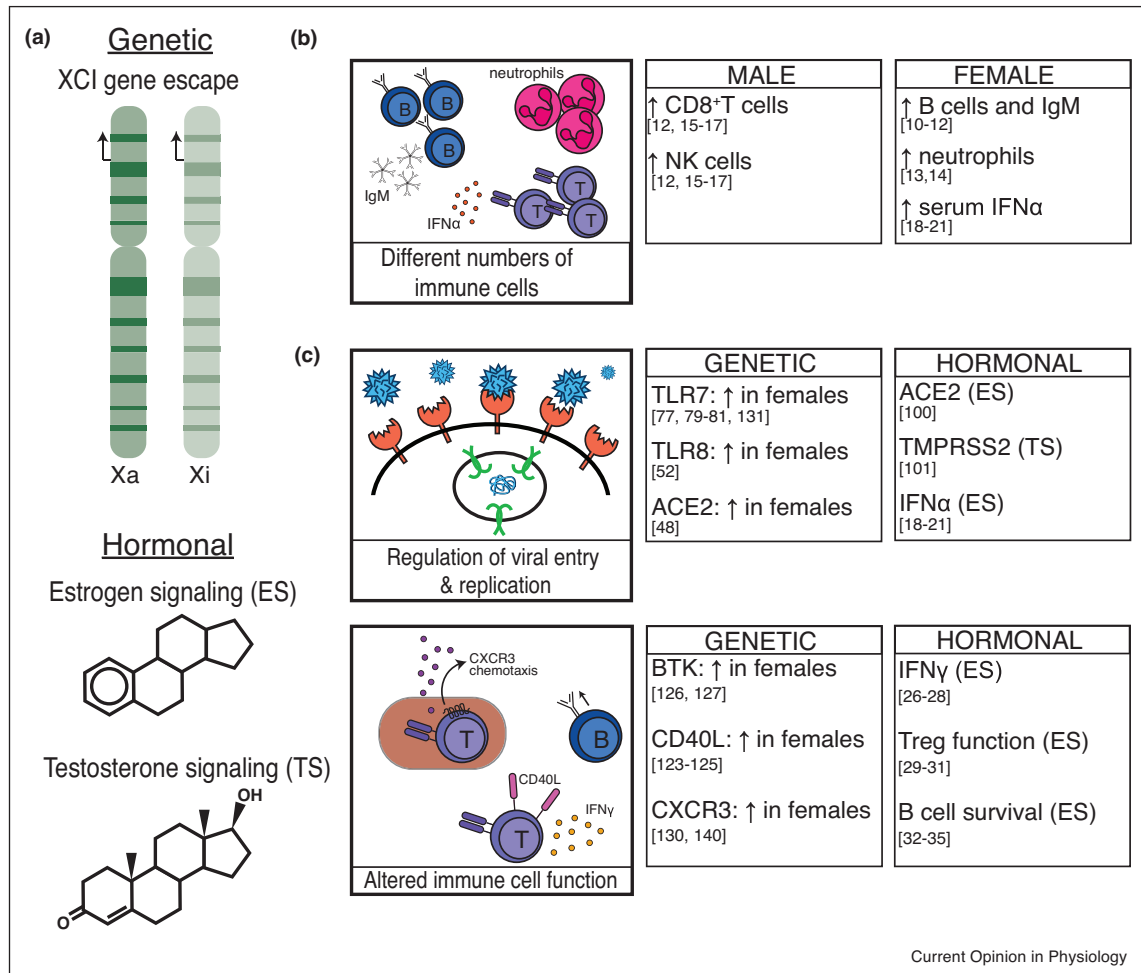 (a)
Genetic
XCI gene escape
Xa
Xi
Hormonal
Estrogen signaling (ES)
Testosterone signaling (TS)
OH
O
(b)
B
B
B
neutrophils
IgM
IFNα
T
T
T
Different numbers of
immune cells
MALE
↑ CD8⁺T cells
[12, 15-17]
↑ NK cells
[12, 15-17]
FEMALE
↑ B cells and IgM
[10-12]
↑ neutrophils
[13,14]
↑ serum IFNα
[18-21]
(c)
Regulation of viral entry
& replication
GENETIC
TLR7: ↑ in females
[77, 79-81, 131]
TLR8: ↑ in females
[52]
ACE2: ↑ in females
[48]
HORMONAL
ACE2 (ES)
[100]
TMPRSS2 (TS)
[101]
IFNα (ES)
[18-21]
CXCR3
chemotaxis
T
B
CD40L
T
IFNγ
Altered immune cell function
GENETIC
BTK: ↑ in females
[126, 127]
CD40L: ↑ in females
[123-125]
CXCR3: ↑ in females
[130, 140]
HORMONAL
IFNγ (ES)
[26-28]
Treg function (ES)
[29-31]
B cell survival (ES)
[32-35]
Current Opinion in Physiology